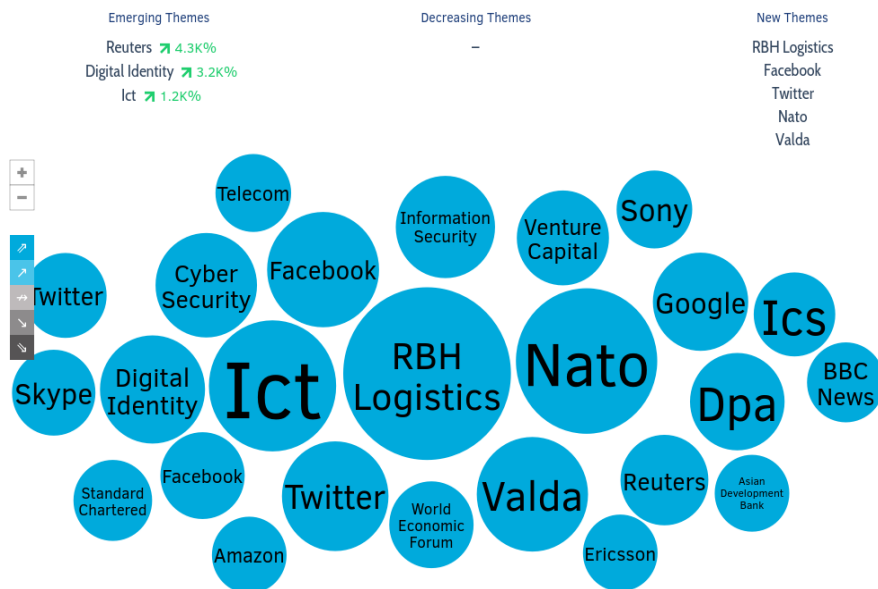 Emerging Themes
Decreasing Themes
New Themes
Reuters 4.3K%
–
RBH Logistics
Digital Identity 3.2K%
Facebook
Ict 1.2K%
Twitter
Nato
Valda
+
−
Telecom
Information
Security
Sony
Venture
Capital
Cyber
Security
Facebook
Twitter
Google
Ics
RBH
Logistics
Nato
Ict
Digital
Identity
Skype
BBC
News
Dpa
Facebook
Standard
Chartered
Twitter
Valda
Reuters
Asian
Development
Bank
World
Economic
Forum
Amazon
Ericsson